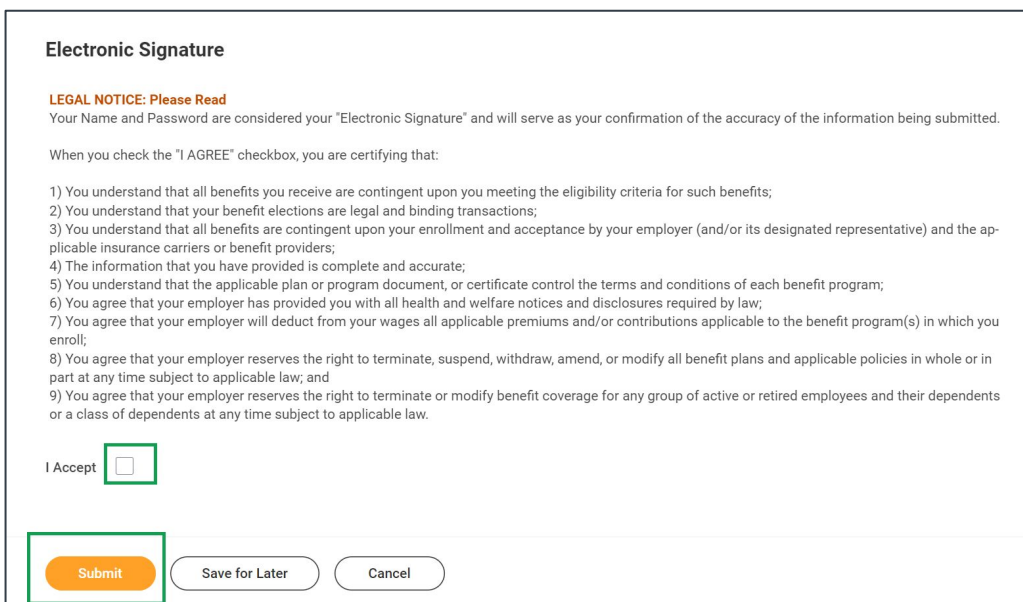 Electronic Signature
LEGAL NOTICE: Please Read
Your Name and Password are considered your "Electronic Signature" and will serve as your confirmation of the accuracy of the information being submitted.
When you check the "I AGREE" checkbox, you are certifying that:
1) You understand that all benefits you receive are contingent upon you meeting the eligibility criteria for such benefits;
2) You understand that your benefit elections are legal and binding transactions;
3) You understand that all benefits are contingent upon your enrollment and acceptance by your employer (and/or its designated representative) and the ap-
plicable insurance carriers or benefit providers;
4) The information that you have provided is complete and accurate;
5) You understand that the applicable plan or program document, or certificate control the terms and conditions of each benefit program;
6) You agree that your employer has provided you with all health and welfare notices and disclosures required by law;
7) You agree that your employer will deduct from your wages all applicable premiums and/or contributions applicable to the benefit program(s) in which you
enroll;
8) You agree that your employer reserves the right to terminate, suspend, withdraw, amend, or modify all benefit plans and applicable policies in whole or in
part at any time subject to applicable law; and
9) You agree that your employer reserves the right to terminate or modify benefit coverage for any group of active or retired employees and their dependents
or a class of dependents at any time subject to applicable law.
I Accept
Submit Save for Later Cancel